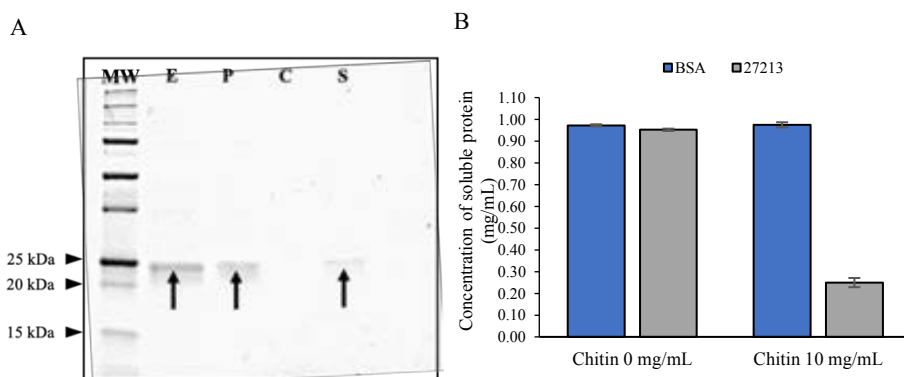 A
MW E P C S
25 kDa
20 kDa
15 kDa
B
BSA 27213
Concentration of soluble protein
(mg/mL)
1.10
1.00
0.90
0.80
0.70
0.60
0.50
0.40
0.30
0.20
0.10
0.00
Chitin 0 mg/mL Chitin 10 mg/mL